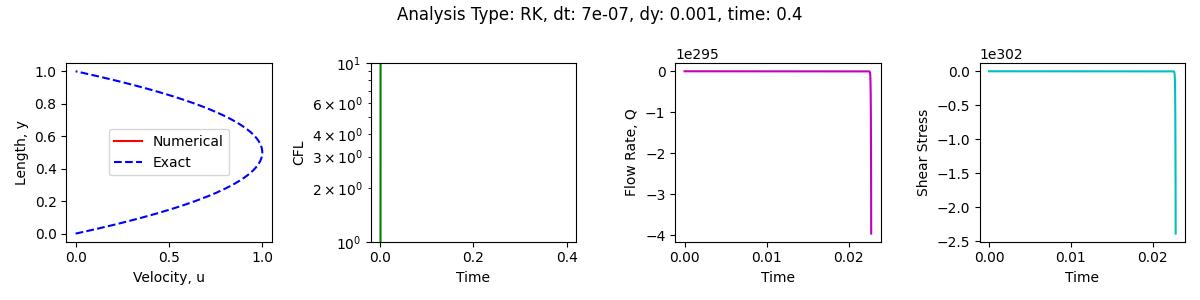 Analysis Type: RK, dt: 7e-07, dy: 0.001, time: 0.4
Length, y
1.0
0.8
0.6
0.4
0.2
0.0
Numerical
Exact
0.0 0.5 1.0
Velocity, u
CFL
10¹
6 × 10⁰
4 × 10⁰
3 × 10⁰
2 × 10⁰
10⁰
0.0 0.2 0.4
Time
1e295
Flow Rate, Q
0
−1
−2
−3
−4
0.00 0.01 0.02
Time
1e302
Shear Stress
0.0
−0.5
−1.0
−1.5
−2.0
−2.5
0.00 0.01 0.02
Time